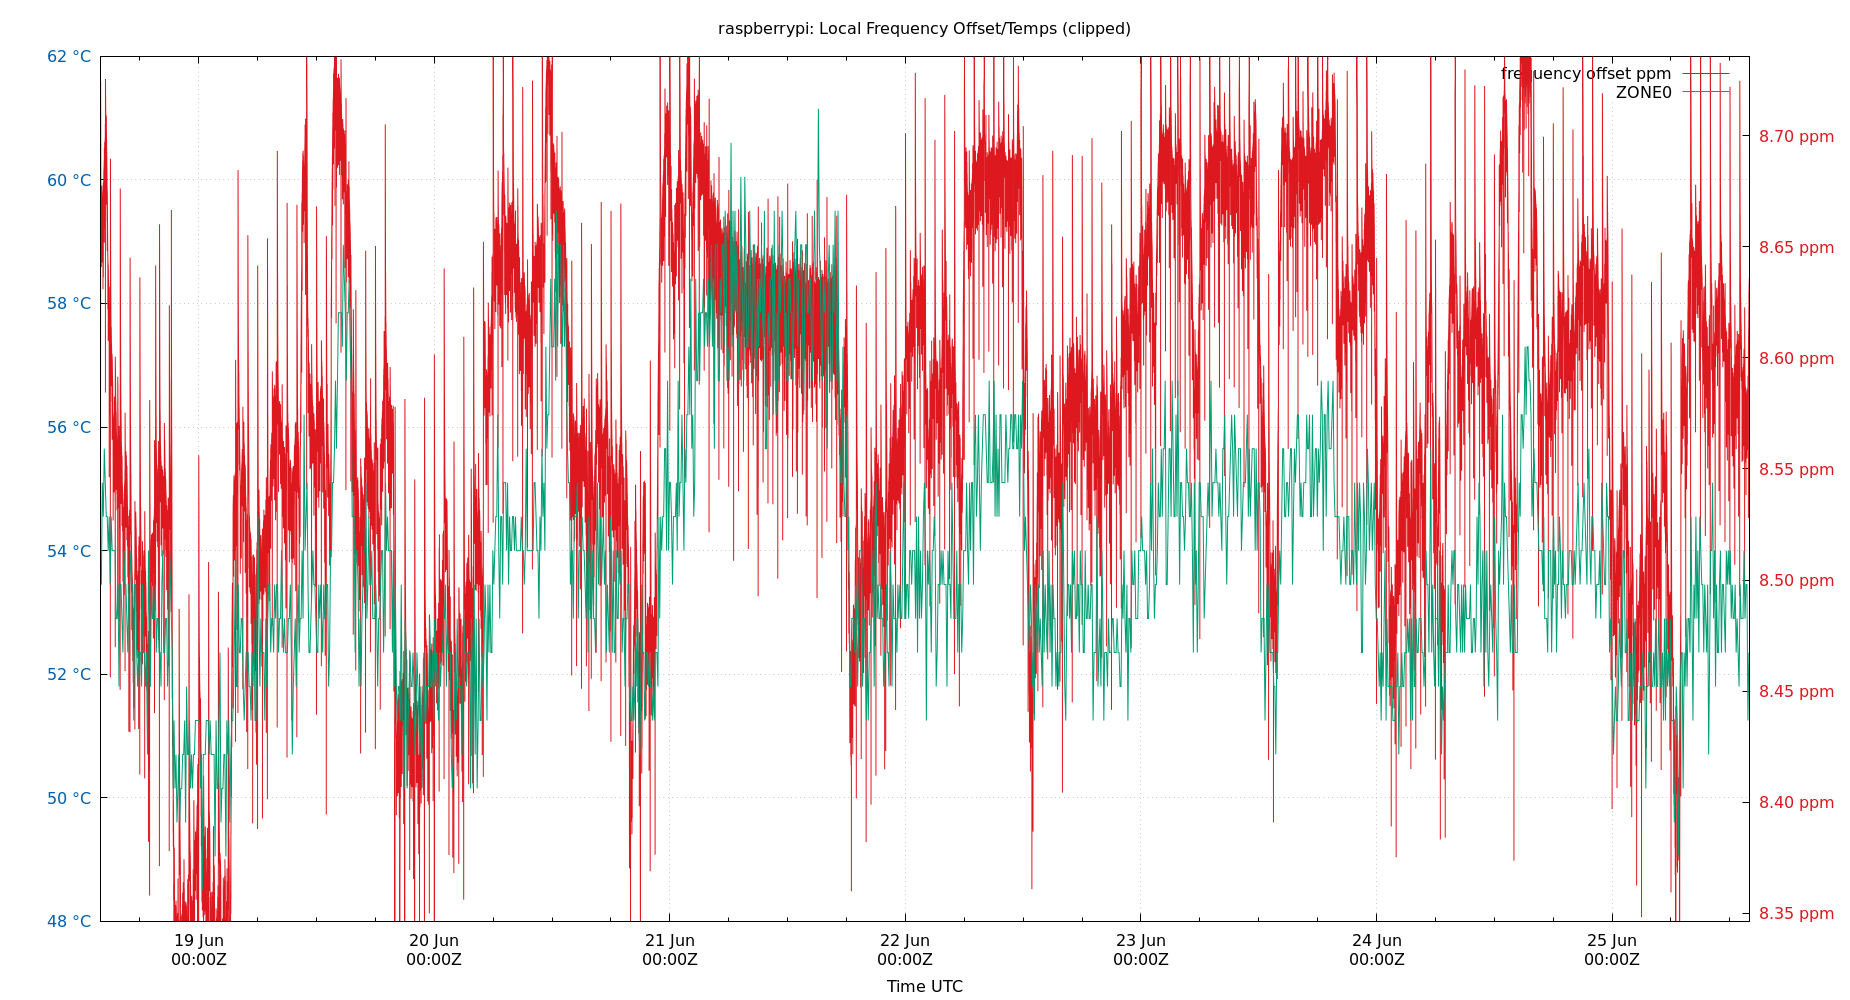 raspberrypi: Local Frequency Offset/Temps (clipped)
62 °C
60 °C
58 °C
56 °C
54 °C
52 °C
50 °C
48 °C
frequency offset ppm
ZONE0
8.70 ppm
8.65 ppm
8.60 ppm
8.55 ppm
8.50 ppm
8.45 ppm
8.40 ppm
8.35 ppm
19 Jun 20 Jun 21 Jun 22 Jun 23 Jun 24 Jun 25 Jun
00:00Z 00:00Z 00:00Z 00:00Z 00:00Z 00:00Z 00:00Z
Time UTC